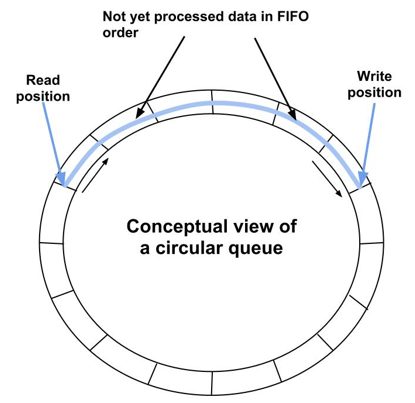 Not yet processed data in FIFO
order
Read
position
Write
position
Conceptual view of
a circular queue